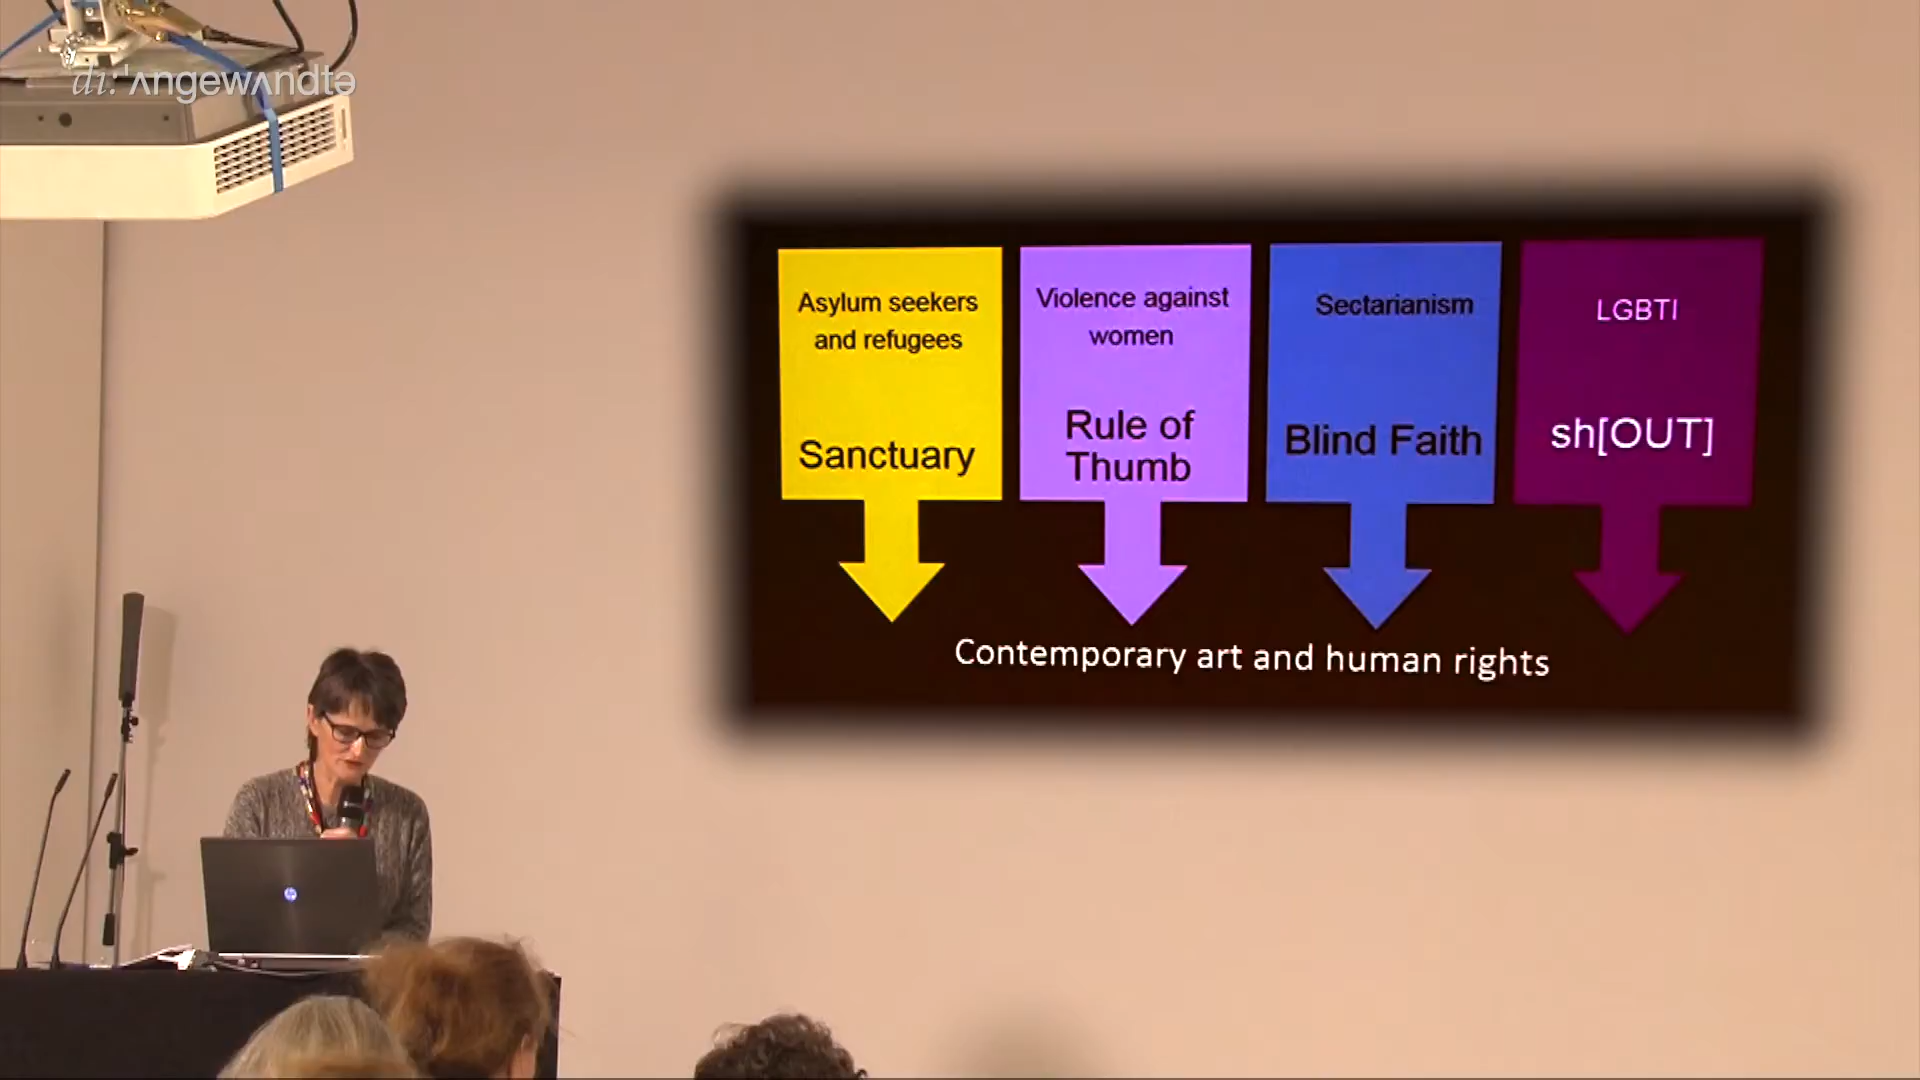 di:'ʌngewʌndtə
Asylum seekers
and refugees
Sanctuary
Violence against
women
Rule of
Thumb
Sectarianism
Blind Faith
LGBTI
sh[OUT]
Contemporary art and human rights